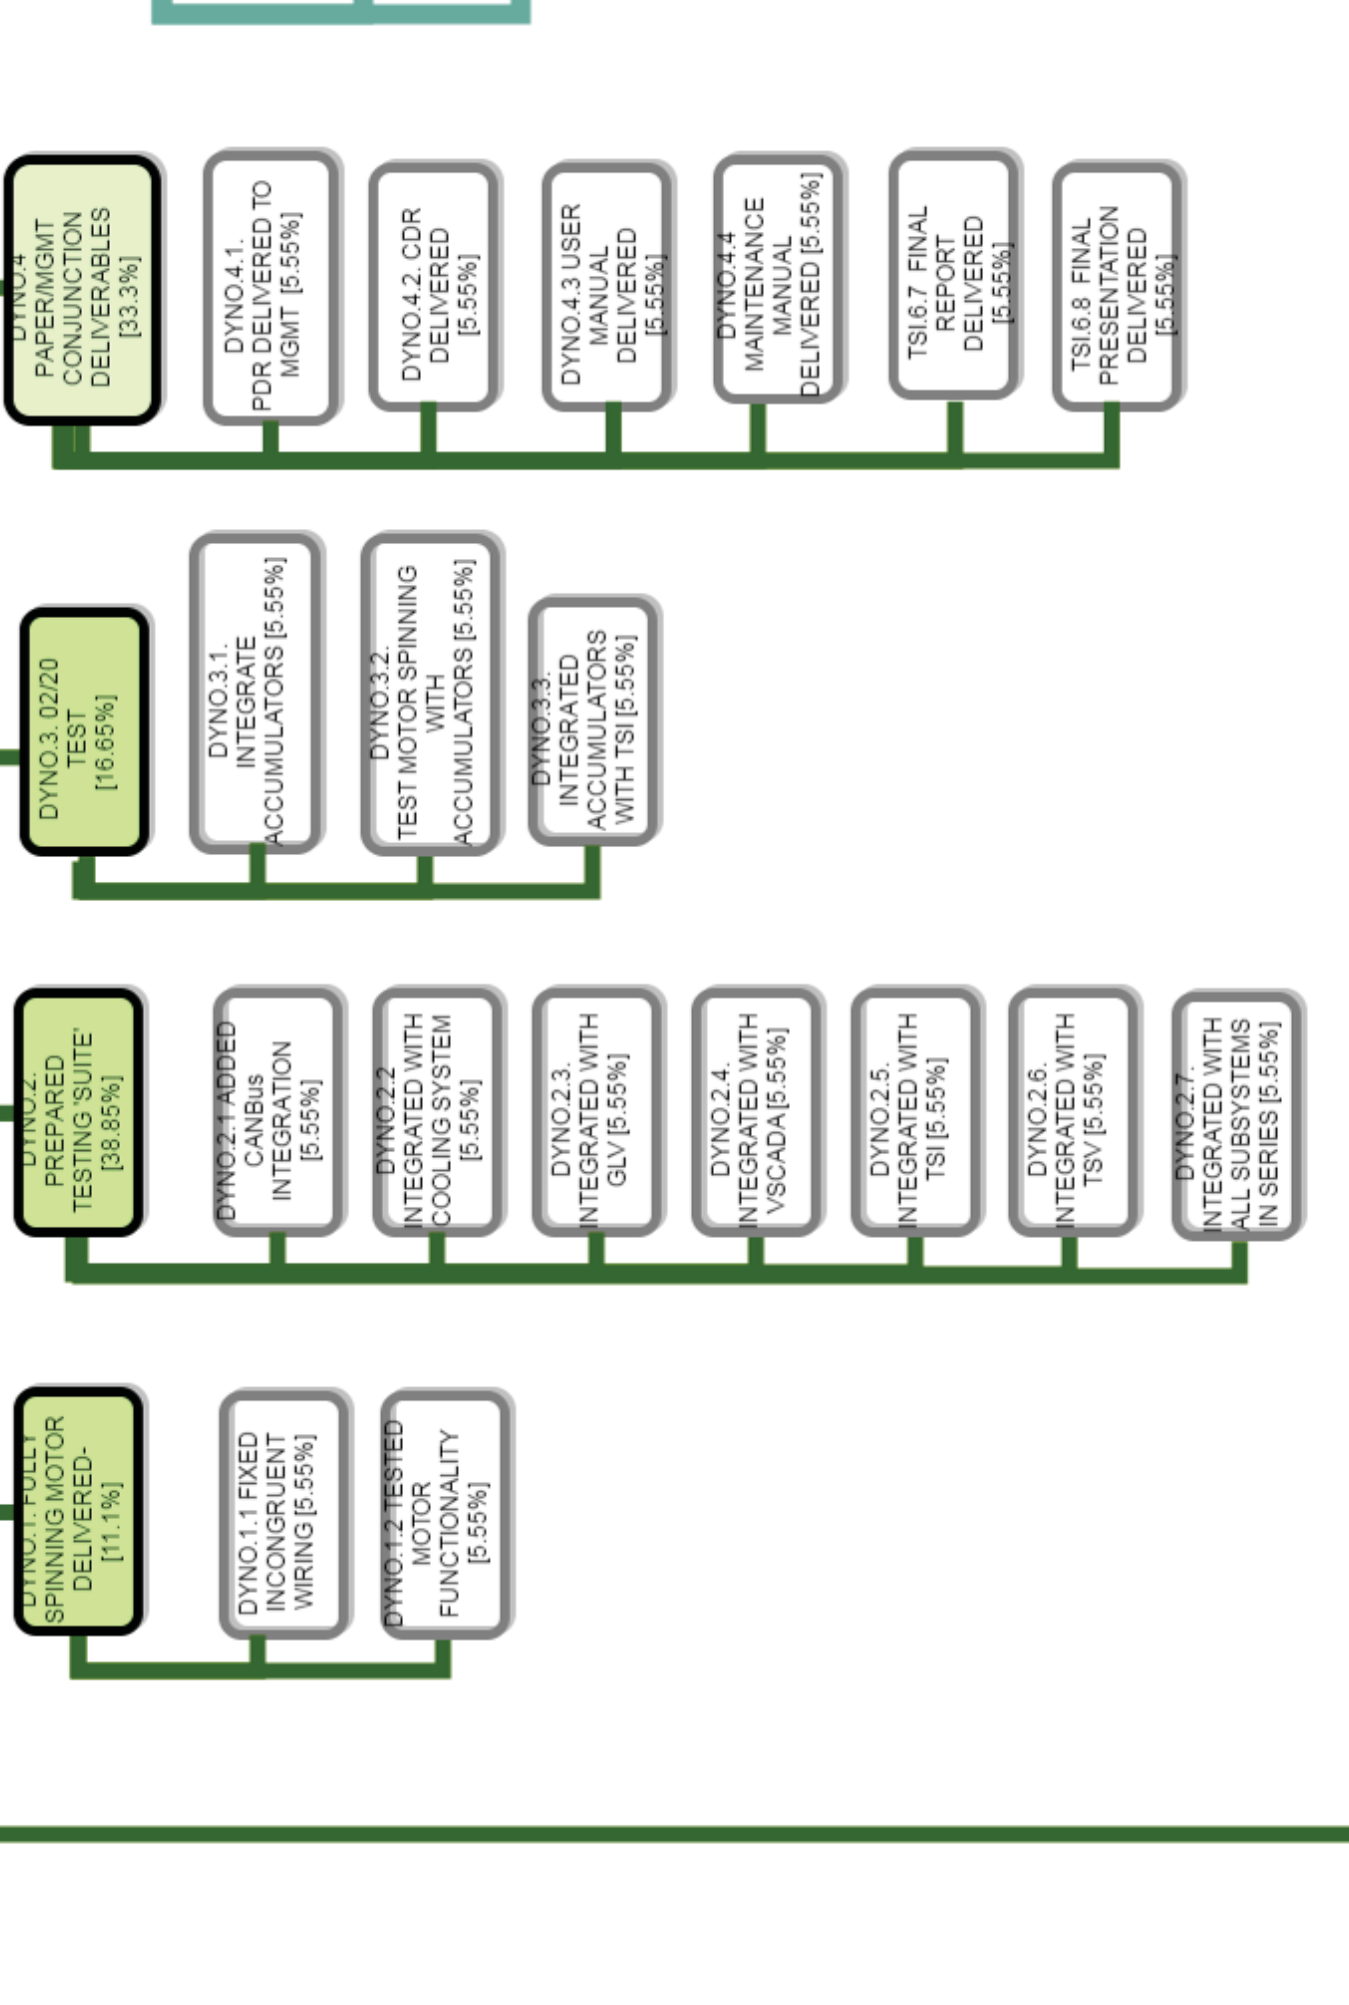 DYNO.1. FULLY
SPINNING MOTOR
DELIVERED-
[11.1%]
DYNO.1.1 FIXED
INCONGRUENT
WIRING [5.55%]
DYNO.1.2 TESTED
MOTOR
FUNCTIONALITY
[5.55%]
DYNO.2.
PREPARED
TESTING 'SUITE'
[38.85%]
DYNO.2.1 ADDED
CANBus
INTEGRATION
[5.55%]
DYNO.2.2
INTEGRATED WITH
COOLING SYSTEM
[5.55%]
DYNO.2.3.
INTEGRATED WITH
GLV [5.55%]
DYNO.2.4.
INTEGRATED WITH
VSCADA[5.55%]
DYNO.2.5.
INTEGRATED WITH
TSI [5.55%]
DYNO.2.6.
INTEGRATED WITH
TSV [5.55%]
DYNO.2.7.
INTEGRATED WITH
ALL SUBSYSTEMS
IN SERIES [5.55%]
DYNO.3. 02/20
TEST
[16.65%]
DYNO.3.1.
INTEGRATE
ACCUMULATORS [5.55%]
DYNO.3.2.
TEST MOTOR SPINNING
WITH
ACCUMULATORS [5.55%]
DYNO.3.3.
INTEGRATED
ACCUMULATORS
WITH TSI [5.55%]
DYNO.4
PAPER/MGMT
CONJUNCTION
DELIVERABLES
[33.3%]
DYNO.4.1.
PDR DELIVERED TO
MGMT [5.55%]
DYNO.4.2. CDR
DELIVERED
[5.55%]
DYNO.4.3 USER
MANUAL
DELIVERED
[5.55%]
DYNO.4.4
MAINTENANCE
MANUAL
DELIVERED [5.55%]
TSI.6.7 FINAL
REPORT
DELIVERED
[5.55%]
TSI.6.8 FINAL
PRESENTATION
DELIVERED
[5.55%]